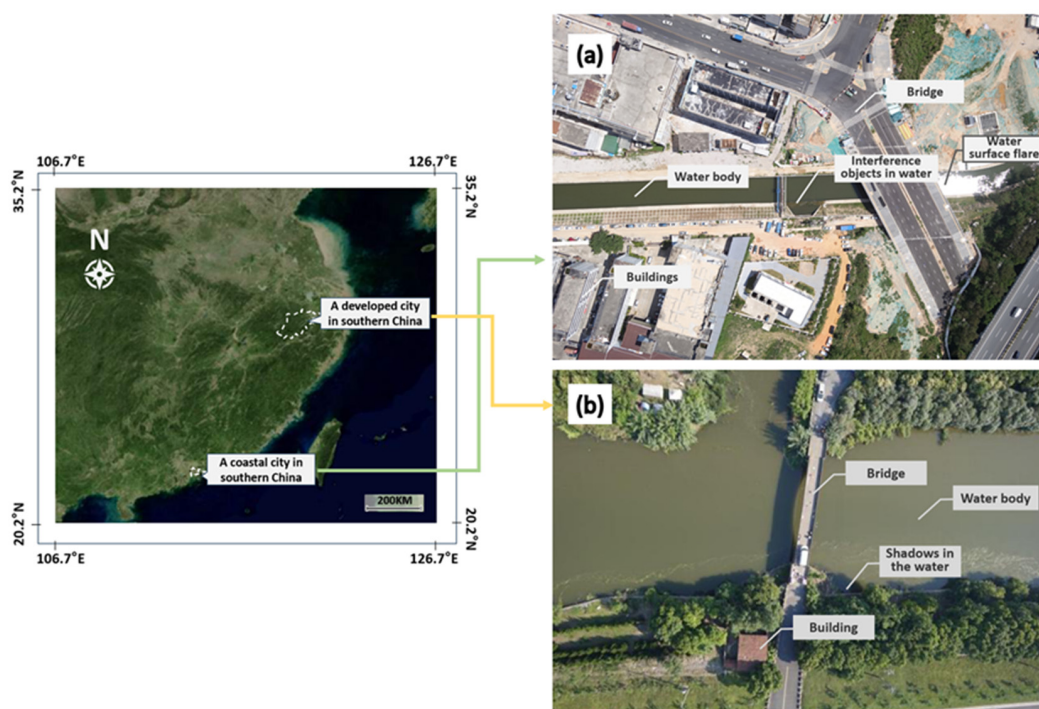 106.7°E
126.7°E
35.2°N
35.2°N
N
A developed city
in southern China
A coastal city in
southern China
200KM
20.2°N
20.2°N
106.7°E
126.7°E
(a)
Bridge
Water
surface flare
Interference
objects in water
Water body
Buildings
(b)
Bridge
Water body
Shadows in
the water
Building